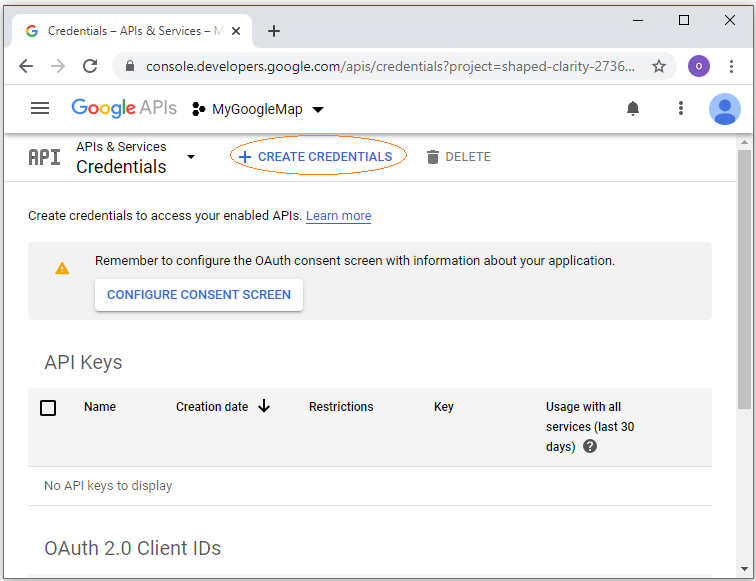 Credentials – APIs & Services – M
console.developers.google.com/apis/credentials?project=shaped-clarity-2736...
O
Google APIs
MyGoogleMap
API
APIs & Services
Credentials
+ CREATE CREDENTIALS
DELETE
Create credentials to access your enabled APIs. Learn more
Remember to configure the OAuth consent screen with information about your application.
CONFIGURE CONSENT SCREEN
API Keys
Name
Creation date
Restrictions
Key
Usage with all
services (last 30
days)
No API keys to display
OAuth 2.0 Client IDs